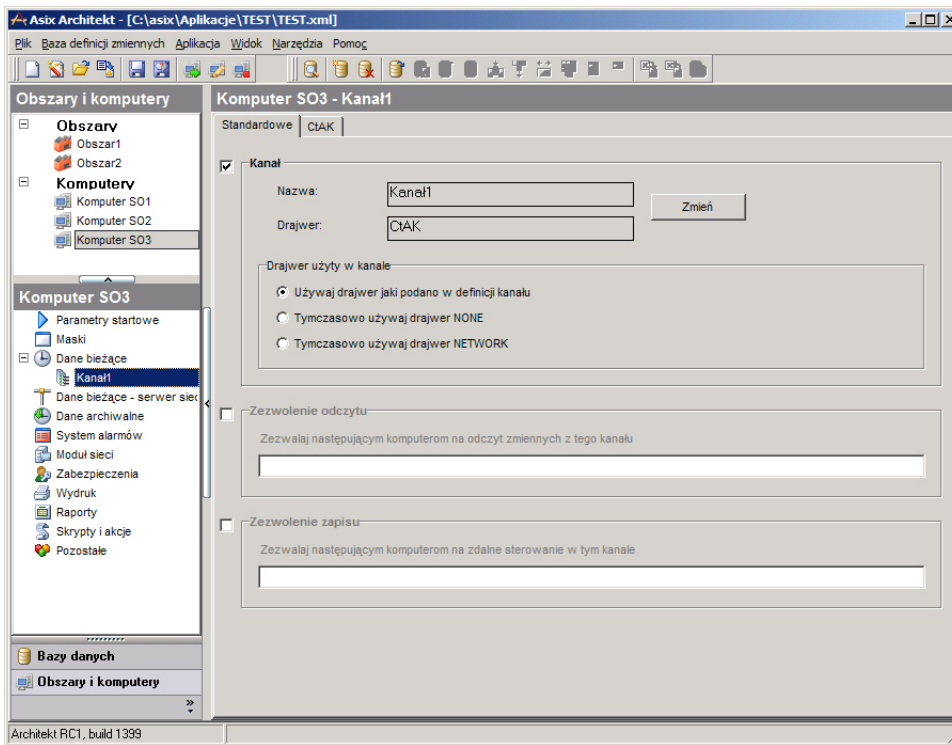 Asix Architekt - [C:\asix\Aplikacje\TEST\TEST.xml]
Plik Baza definicji zmiennych Aplikacja Widok Narzędzia Pomoc
Obszary i komputery
Obszary
Obszar1
Obszar2
Komputery
Komputer SO1
Komputer SO2
Komputer SO3
Komputer SO3
Parametry startowe
Maski
Dane bieżące
Kanał1
Dane bieżące - serwer siec
Dane archiwalne
System alarmów
Moduł sieci
Zabezpieczenia
Wydruk
Raporty
Skrypty i akcje
Pozostałe
Bazy danych
Obszary i komputery
Komputer SO3 - Kanał1
Standardowe CtAK
Kanał
Nazwa: Kanał1
Zmień
Drajwer: CtAK
Drajwer użyty w kanale
Używaj drajwer jaki podano w definicji kanału
Tymczasowo używaj drajwer NONE
Tymczasowo używaj drajwer NETWORK
Zezwolenie odczytu
Zezwalaj następującym komputerom na odczyt zmiennych z tego kanału
Zezwolenie zapisu
Zezwalaj następującym komputerom na zdalne sterowanie w tym kanale
Architekt RC1, build 1399